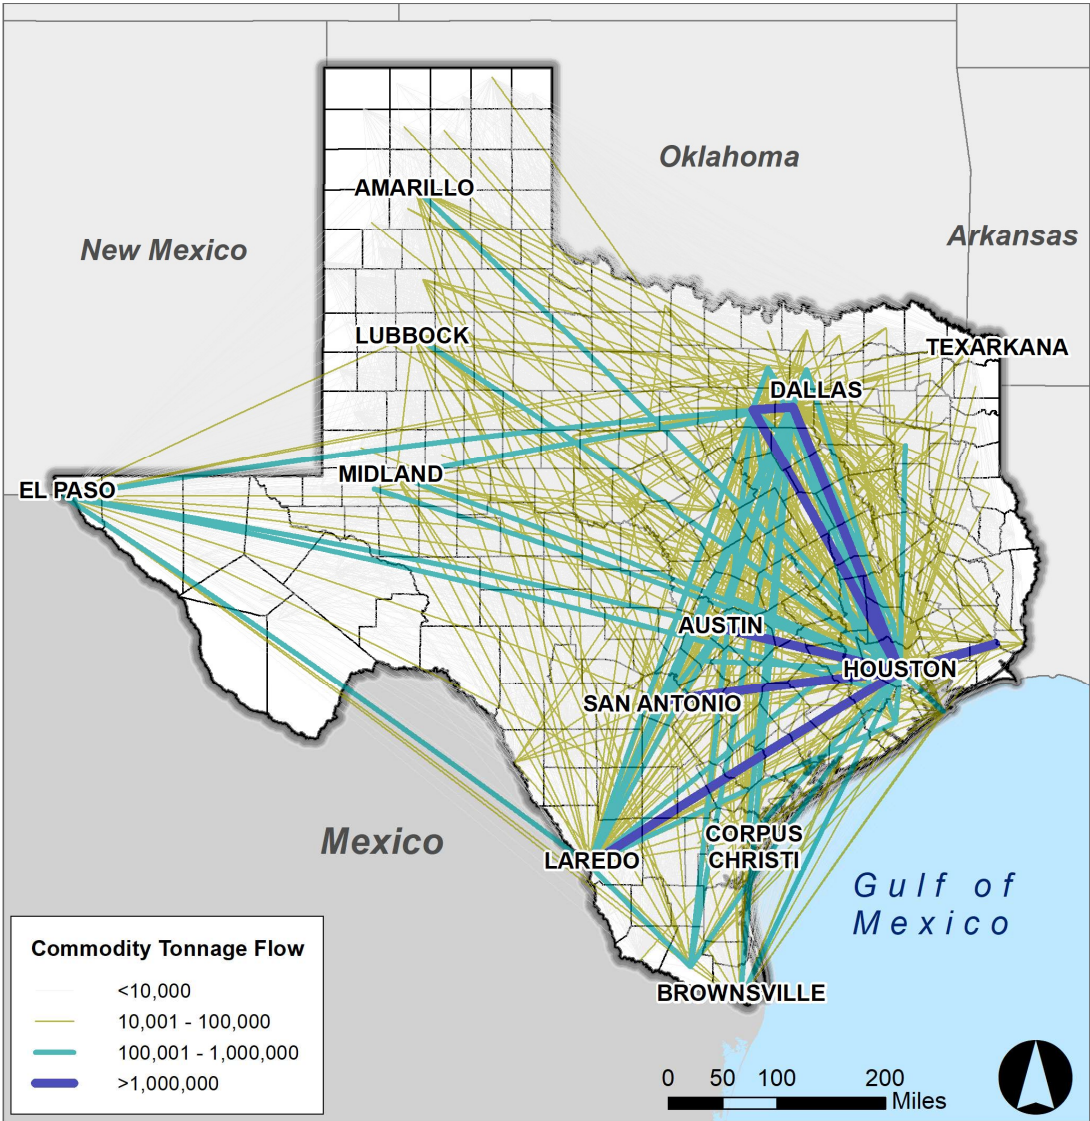 Oklahoma
AMARILLO
New Mexico
Arkansas
LUBBOCK
TEXARKANA
DALLAS
MIDLAND
EL PASO
AUSTIN
HOUSTON
SAN ANTONIO
Mexico
CORPUS
CHRISTI
LAREDO
Gulf of
Mexico
BROWNSVILLE
Commodity Tonnage Flow
<10,000
10,001 - 100,000
100,001 - 1,000,000
>1,000,000
0 50 100 200
Miles